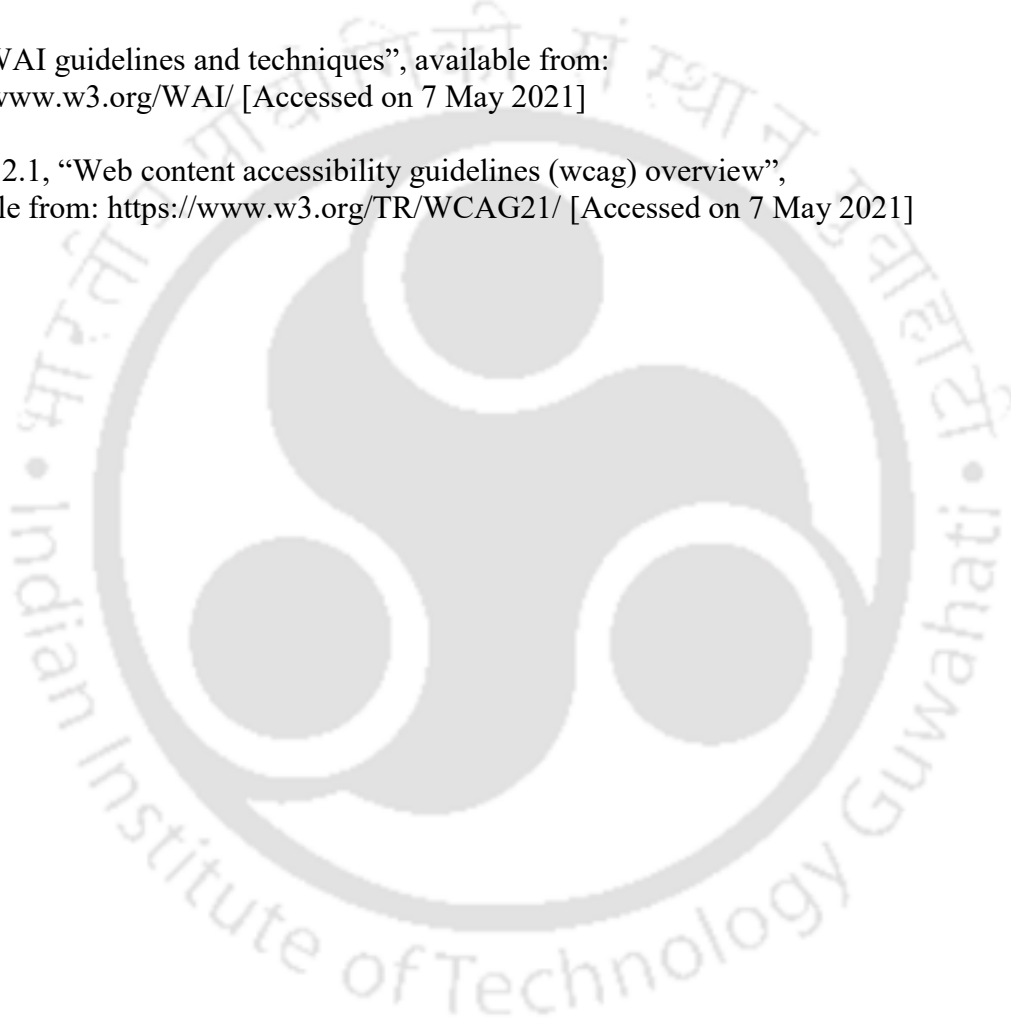 WAI guidelines and techniques”, available from:
www.w3.org/WAI/ [Accessed on 7 May 2021]
2.1, “Web content accessibility guidelines (wcag) overview”,
le from: https://www.w3.org/TR/WCAG21/ [Accessed on 7 May 2021]
भारतीय प्रौद्योगिकी संस्थान गुवाहाटी
• Indian Institute of Technology Guwahati •